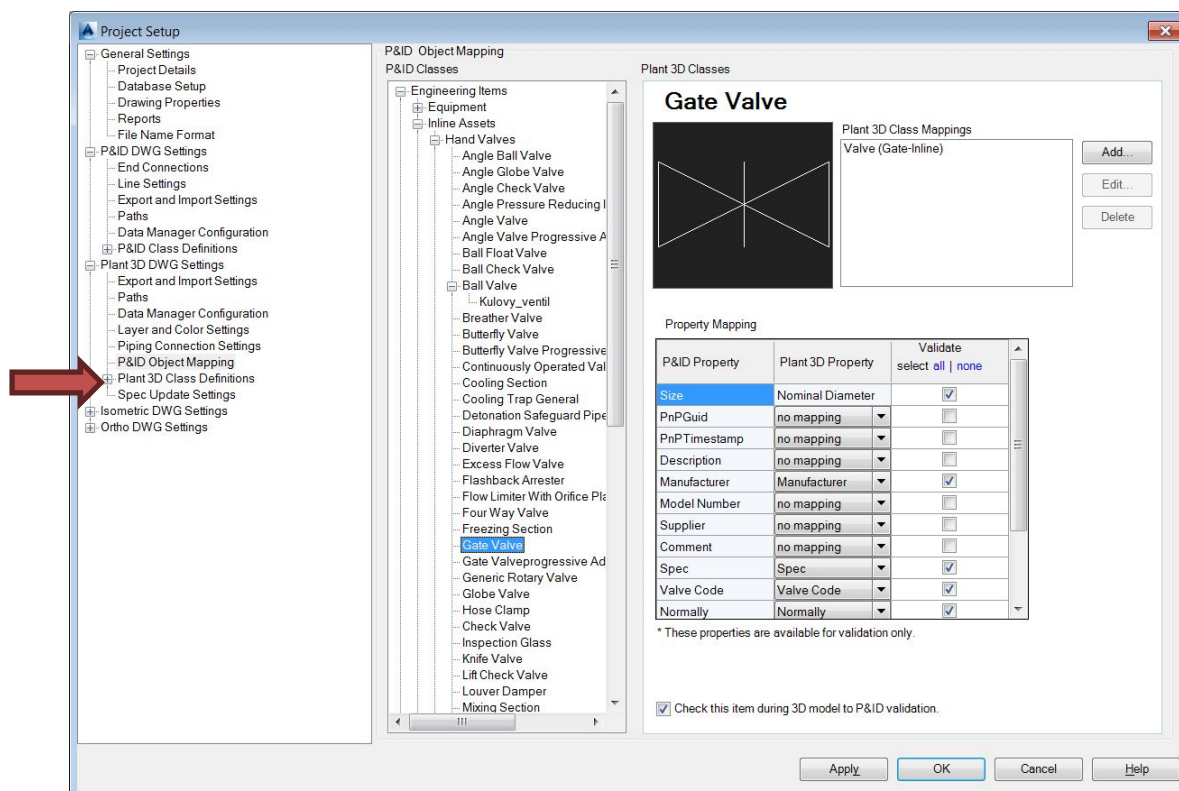 Project Setup
General Settings
Project Details
Database Setup
Drawing Properties
Reports
File Name Format
P&ID DWG Settings
End Connections
Line Settings
Export and Import Settings
Paths
Data Manager Configuration
P&ID Class Definitions
Plant 3D DWG Settings
Export and Import Settings
Paths
Data Manager Configuration
Layer and Color Settings
Piping Connection Settings
P&ID Object Mapping
Plant 3D Class Definitions
Spec Update Settings
Isometric DWG Settings
Ortho DWG Settings
P&ID Object Mapping
P&ID Classes
Engineering Items
Equipment
Inline Assets
Hand Valves
Angle Ball Valve
Angle Globe Valve
Angle Check Valve
Angle Pressure Reducing
Angle Valve
Angle Valve Progressive A
Ball Float Valve
Ball Check Valve
Ball Valve
Kulovy_ventil
Breather Valve
Butterfly Valve
Butterfly Valve Progressive
Continuously Operated Val
Cooling Section
Cooling Trap General
Detonation Safeguard Pipe
Diaphragm Valve
Diverter Valve
Excess Flow Valve
Flashback Arrester
Flow Limiter With Orifice Pla
Four Way Valve
Freezing Section
Gate Valve
Gate Valveprogressive Ad
Generic Rotary Valve
Globe Valve
Hose Clamp
Check Valve
Inspection Glass
Knife Valve
Lift Check Valve
Louver Damper
Mixing Section
Plant 3D Classes
Gate Valve
Plant 3D Class Mappings
Valve (Gate-Inline)
Add...
Edit...
Delete
Property Mapping
P&ID Property Plant 3D Property Validate
select all | none
Size Nominal Diameter
PnPGuid no mapping
PnPTimestamp no mapping
Description no mapping
Manufacturer Manufacturer
Model Number no mapping
Supplier no mapping
Comment no mapping
Spec Spec
Valve Code Valve Code
Normally Normally
* These properties are available for validation only.
Check this item during 3D model to P&ID validation.
Apply OK Cancel Help